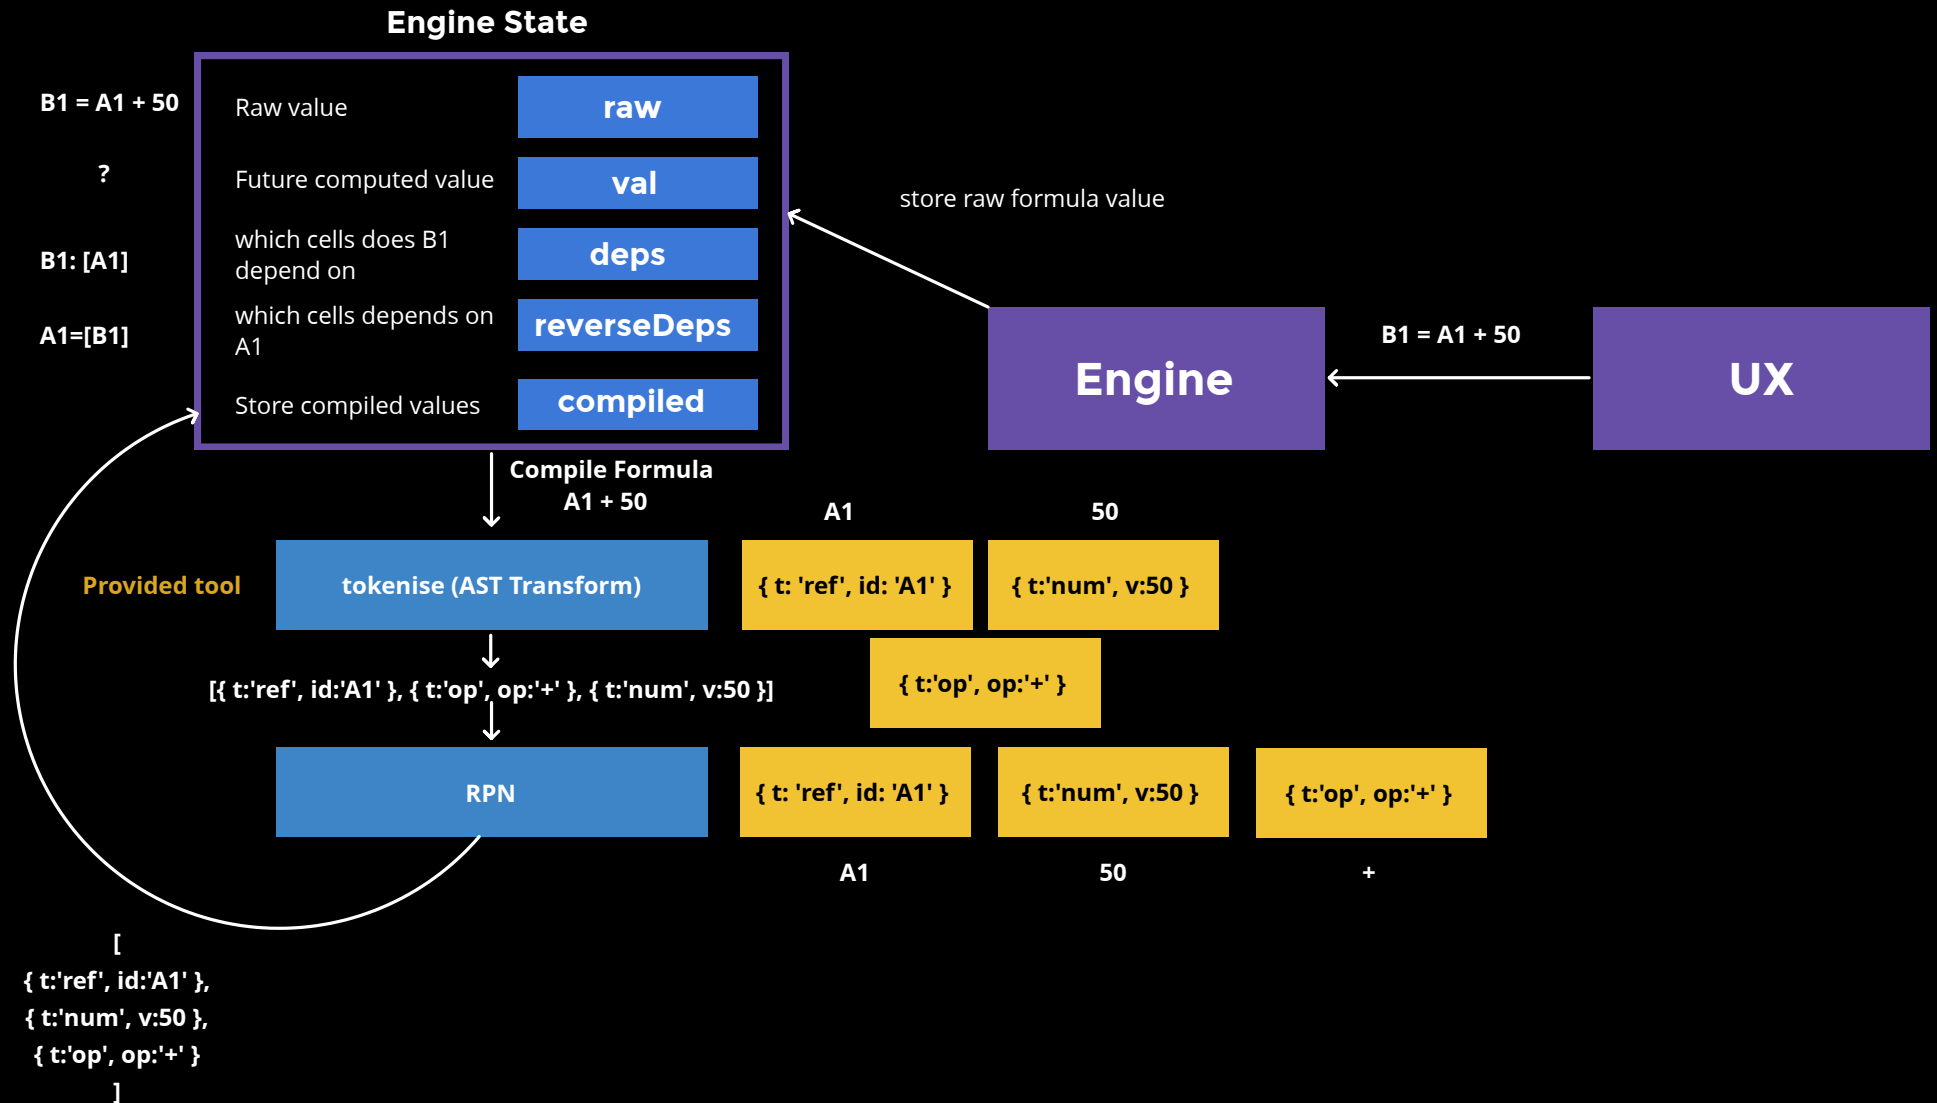 Engine State
B1 = A1 + 50
Raw value
raw
?
Future computed value
val
B1: [A1]
which cells does B1
depend on
deps
A1=[B1]
which cells depends on
A1
reverseDeps
Store compiled values
compiled
store raw formula value
Engine
B1 = A1 + 50
UX
Compile Formula
A1 + 50
A1
50
Provided tool
tokenise (AST Transform)
{ t: 'ref', id: 'A1' }
{ t:'num', v:50 }
{ t:'op', op:'+' }
[{ t:'ref', id:'A1' }, { t:'op', op:'+' }, { t:'num', v:50 }]
RPN
{ t: 'ref', id: 'A1' }
{ t:'num', v:50 }
{ t:'op', op:'+' }
A1
50
+
[
{ t:'ref', id:'A1' },
{ t:'num', v:50 },
{ t:'op', op:'+' }
]